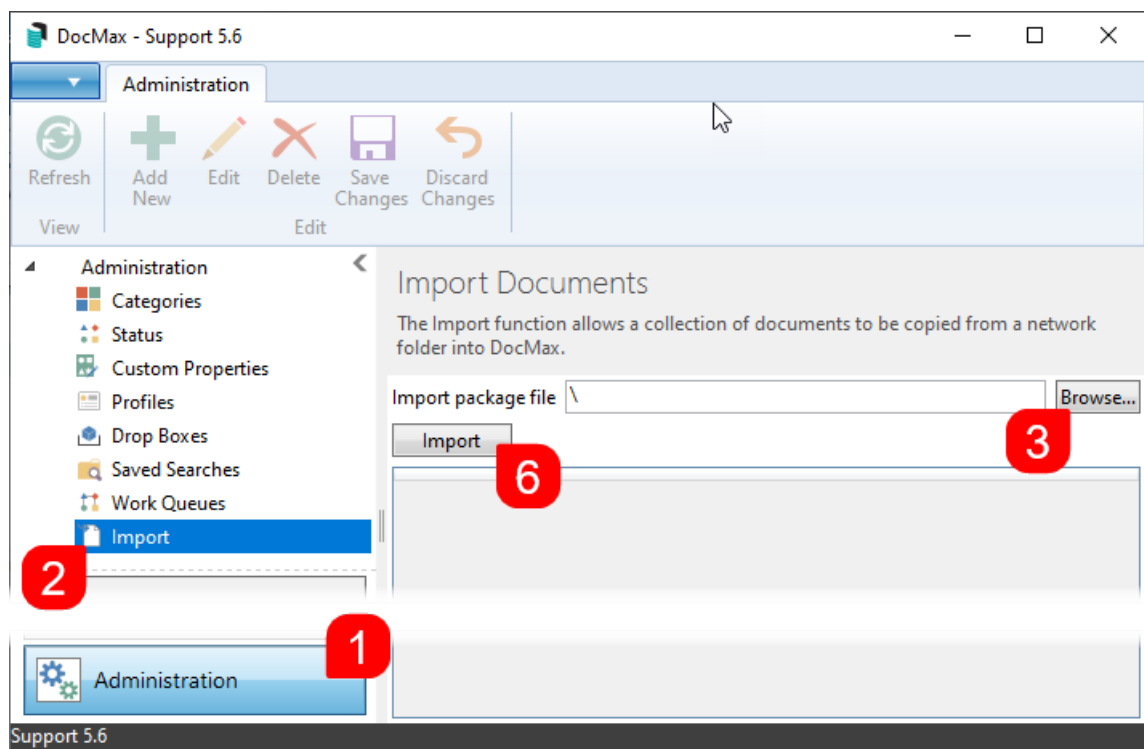 DocMax - Support 5.6
Administration
Refresh
Add
New
Edit
Delete
Save
Changes
Discard
Changes
View
Edit
Administration
Categories
Status
Custom Properties
Profiles
Drop Boxes
Saved Searches
Work Queues
Import
2
1
Administration
Import Documents
The Import function allows a collection of documents to be copied from a network
folder into DocMax.
Import package file \ Browse...
3
Import
6
Support 5.6